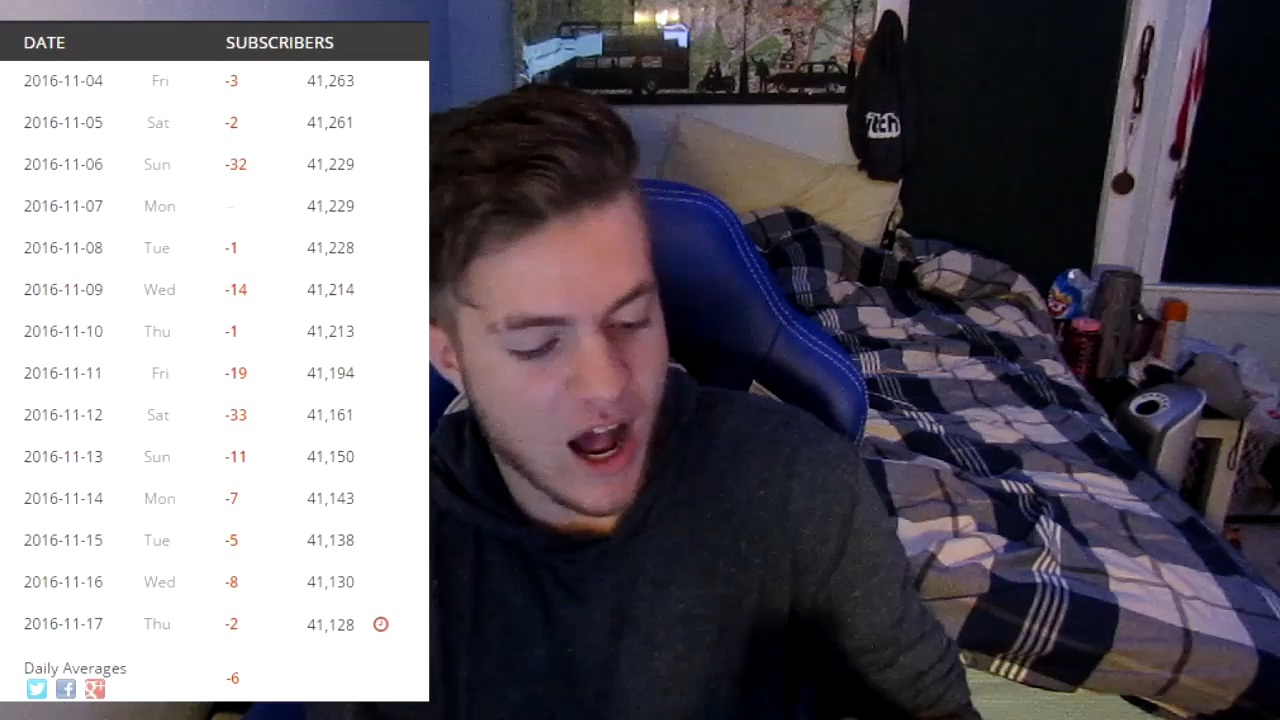 DATE SUBSCRIBERS
2016-11-04 Fri -3 41,263
2016-11-05 Sat -2 41,261
2016-11-06 Sun -32 41,229
2016-11-07 Mon -- 41,229
2016-11-08 Tue -1 41,228
2016-11-09 Wed -14 41,214
2016-11-10 Thu -1 41,213
2016-11-11 Fri -19 41,194
2016-11-12 Sat -33 41,161
2016-11-13 Sun -11 41,150
2016-11-14 Mon -7 41,143
2016-11-15 Tue -5 41,138
2016-11-16 Wed -8 41,130
2016-11-17 Thu -2 41,128
Daily Averages
-6
itch